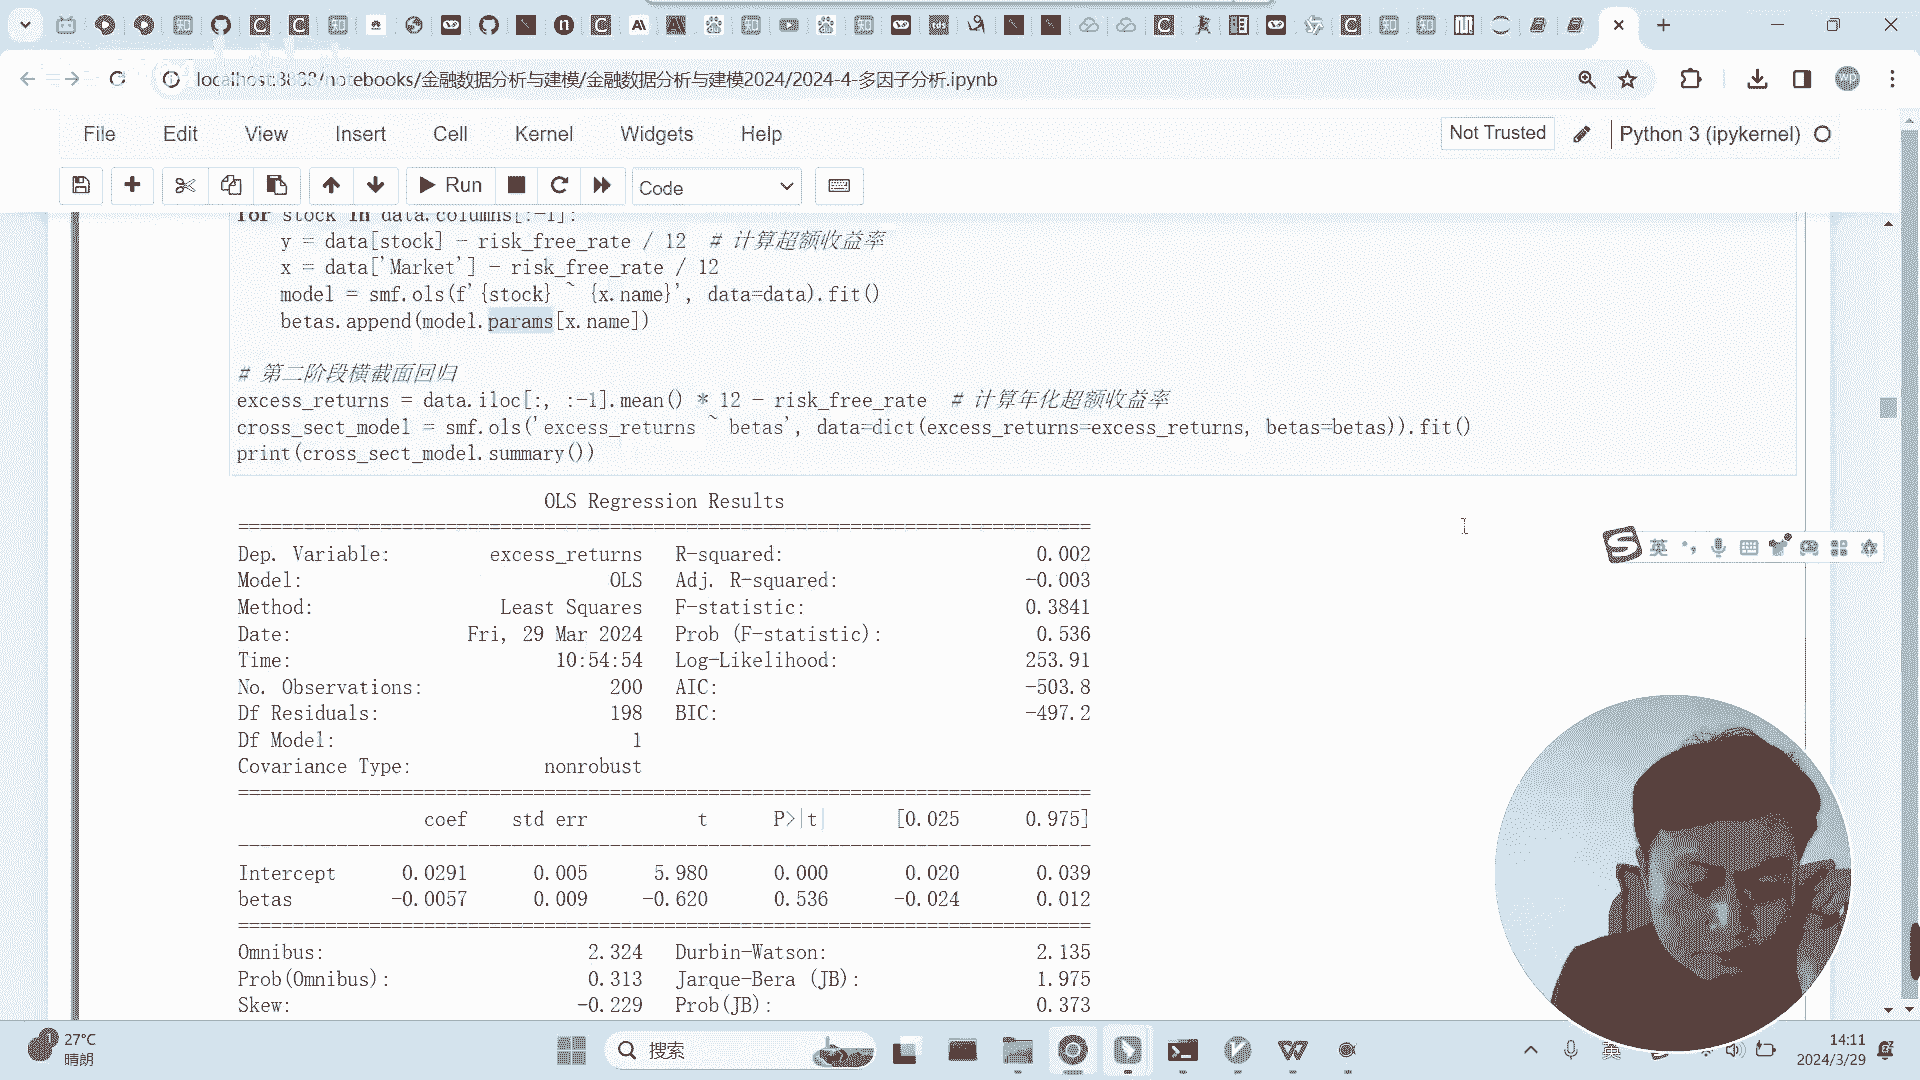 localhost:8888/notebooks/金融数据分析与建模/金融数据分析与建模2024/2024-4-多因子分析.ipynb
wp
File Edit View Insert Cell Kernel Widgets Help
Not Trusted
Python 3 (ipykernel)
Run
Code
for stock in data.columns[:-1]:
y = data[stock] - risk_free_rate / 12 # 计算超额收益率
x = data['Market'] - risk_free_rate / 12
model = smf.ols(f'{stock} ~ {x.name}', data=data).fit()
betas.append(model.params[x.name])
# 第二阶段横截面回归
excess_returns = data.iloc[:, :-1].mean() * 12 - risk_free_rate # 计算年化超额收益率
cross_sect_model = smf.ols('excess_returns ~ betas', data=dict(excess_returns=excess_returns, betas=betas)).fit()
print(cross_sect_model.summary())
OLS Regression Results
Dep. Variable: excess_returns R-squared: 0.002
Model: OLS Adj. R-squared: -0.003
Method: Least Squares F-statistic: 0.3841
Date: Fri, 29 Mar 2024 Prob (F-statistic): 0.536
Time: 10:54:54 Log-Likelihood: 253.91
No. Observations: 200 AIC: -503.8
Df Residuals: 198 BIC: -497.2
Df Model: 1
Covariance Type: nonrobust
coef std err t P>|t| [0.025 0.975]
Intercept 0.0291 0.005 5.980 0.000 0.020 0.039
betas -0.0057 0.009 -0.620 0.536 -0.024 0.012
Omnibus: 2.324 Durbin-Watson: 2.135
Prob(Omnibus): 0.313 Jarque-Bera (JB): 1.975
Skew: -0.229 Prob(JB): 0.373
英
27°C
晴朗
搜索
英
14:11
2024/3/29